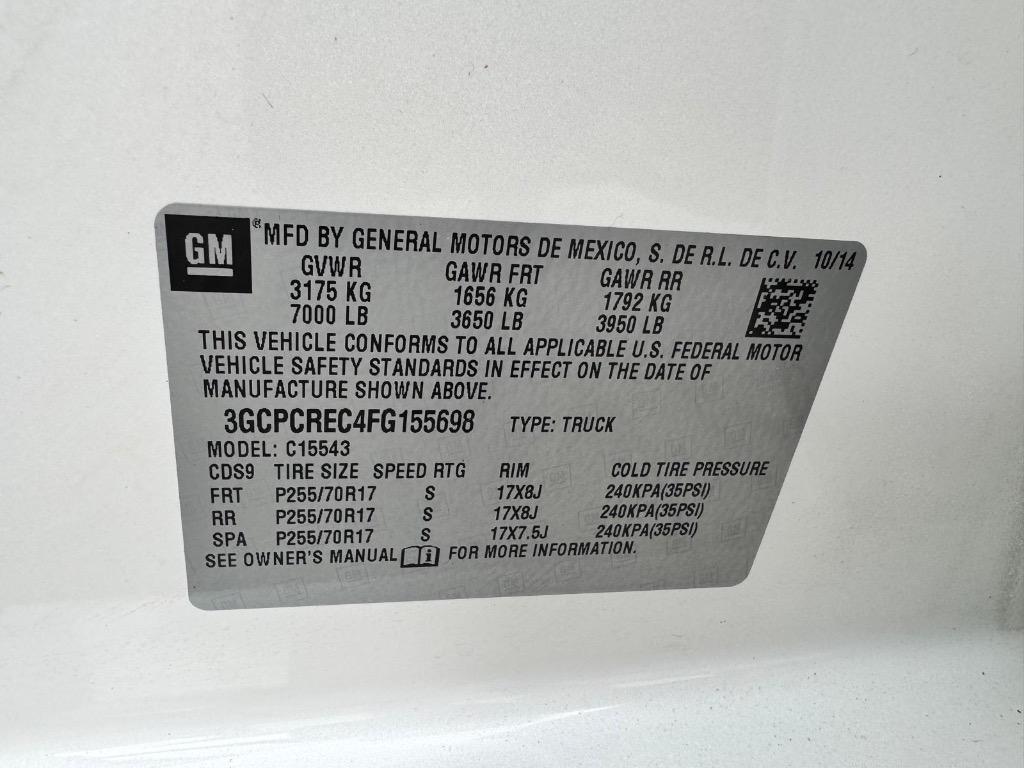 GM ® MFD BY GENERAL MOTORS DE MEXICO, S. DE R.L. DE C.V. 10/14
GVWR GAWR FRT GAWR RR
3175 KG 1656 KG 1792 KG
7000 LB 3650 LB 3950 LB
THIS VEHICLE CONFORMS TO ALL APPLICABLE U.S. FEDERAL MOTOR
VEHICLE SAFETY STANDARDS IN EFFECT ON THE DATE OF
MANUFACTURE SHOWN ABOVE.
3GCPCREC4FG155698 TYPE: TRUCK
MODEL: C15543
CDS9 TIRE SIZE SPEED RTG RIM COLD TIRE PRESSURE
FRT P255/70R17 S 17X8J 240KPA(35PSI)
RR P255/70R17 S 17X8J 240KPA(35PSI)
SPA P255/70R17 S 17X7.5J 240KPA(35PSI)
SEE OWNER'S MANUAL i FOR MORE INFORMATION.